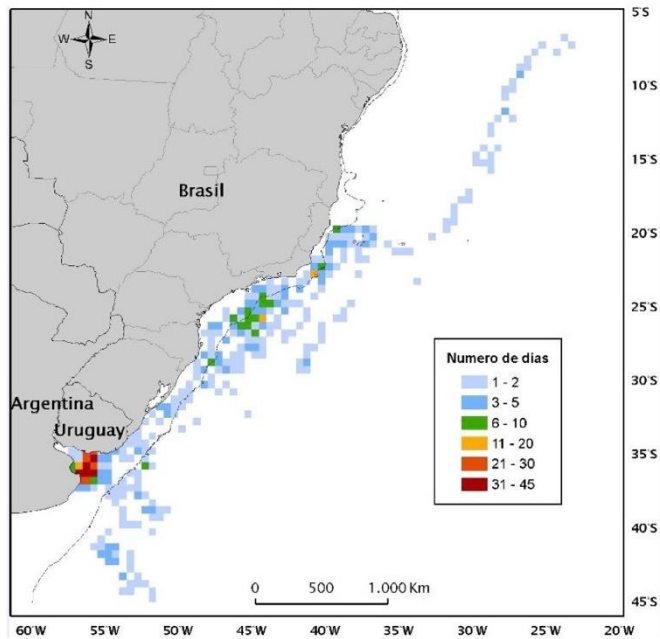 N
W E
S
5°S
10°S
15°S
20°S
25°S
30°S
35°S
40°S
45°S
Brasil
Argentina
Uruguay
Numero de dias
1 - 2
3 - 5
6 - 10
11 - 20
21 - 30
31 - 45
0 500 1.000 Km
60°W 55°W 50°W 45°W 40°W 35°W 30°W 25°W 20°W